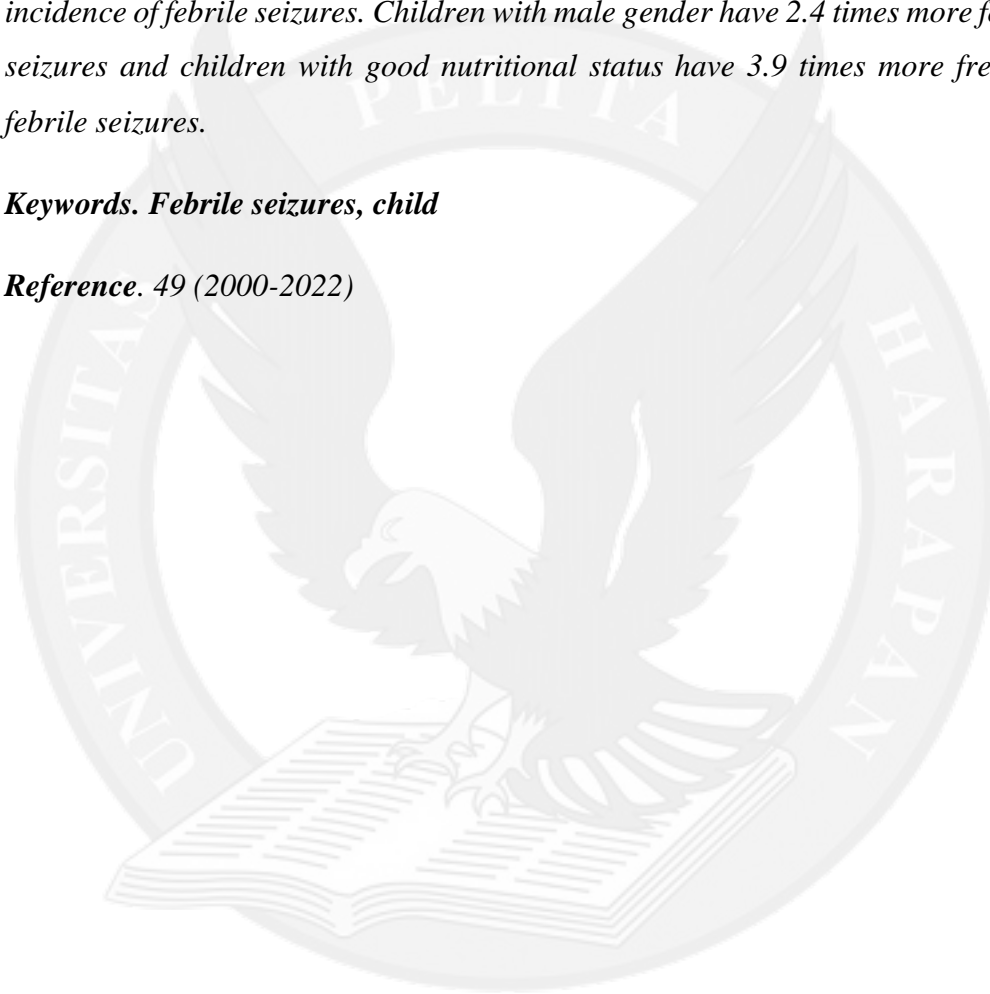 incidence of febrile seizures. Children with male gender have 2.4 times more
seizures and children with good nutritional status have 3.9 times more
febrile seizures.
Keywords. Febrile seizures, child
Reference. 49 (2000-2022)
UNIVERSITAS PELITA HARAPAN